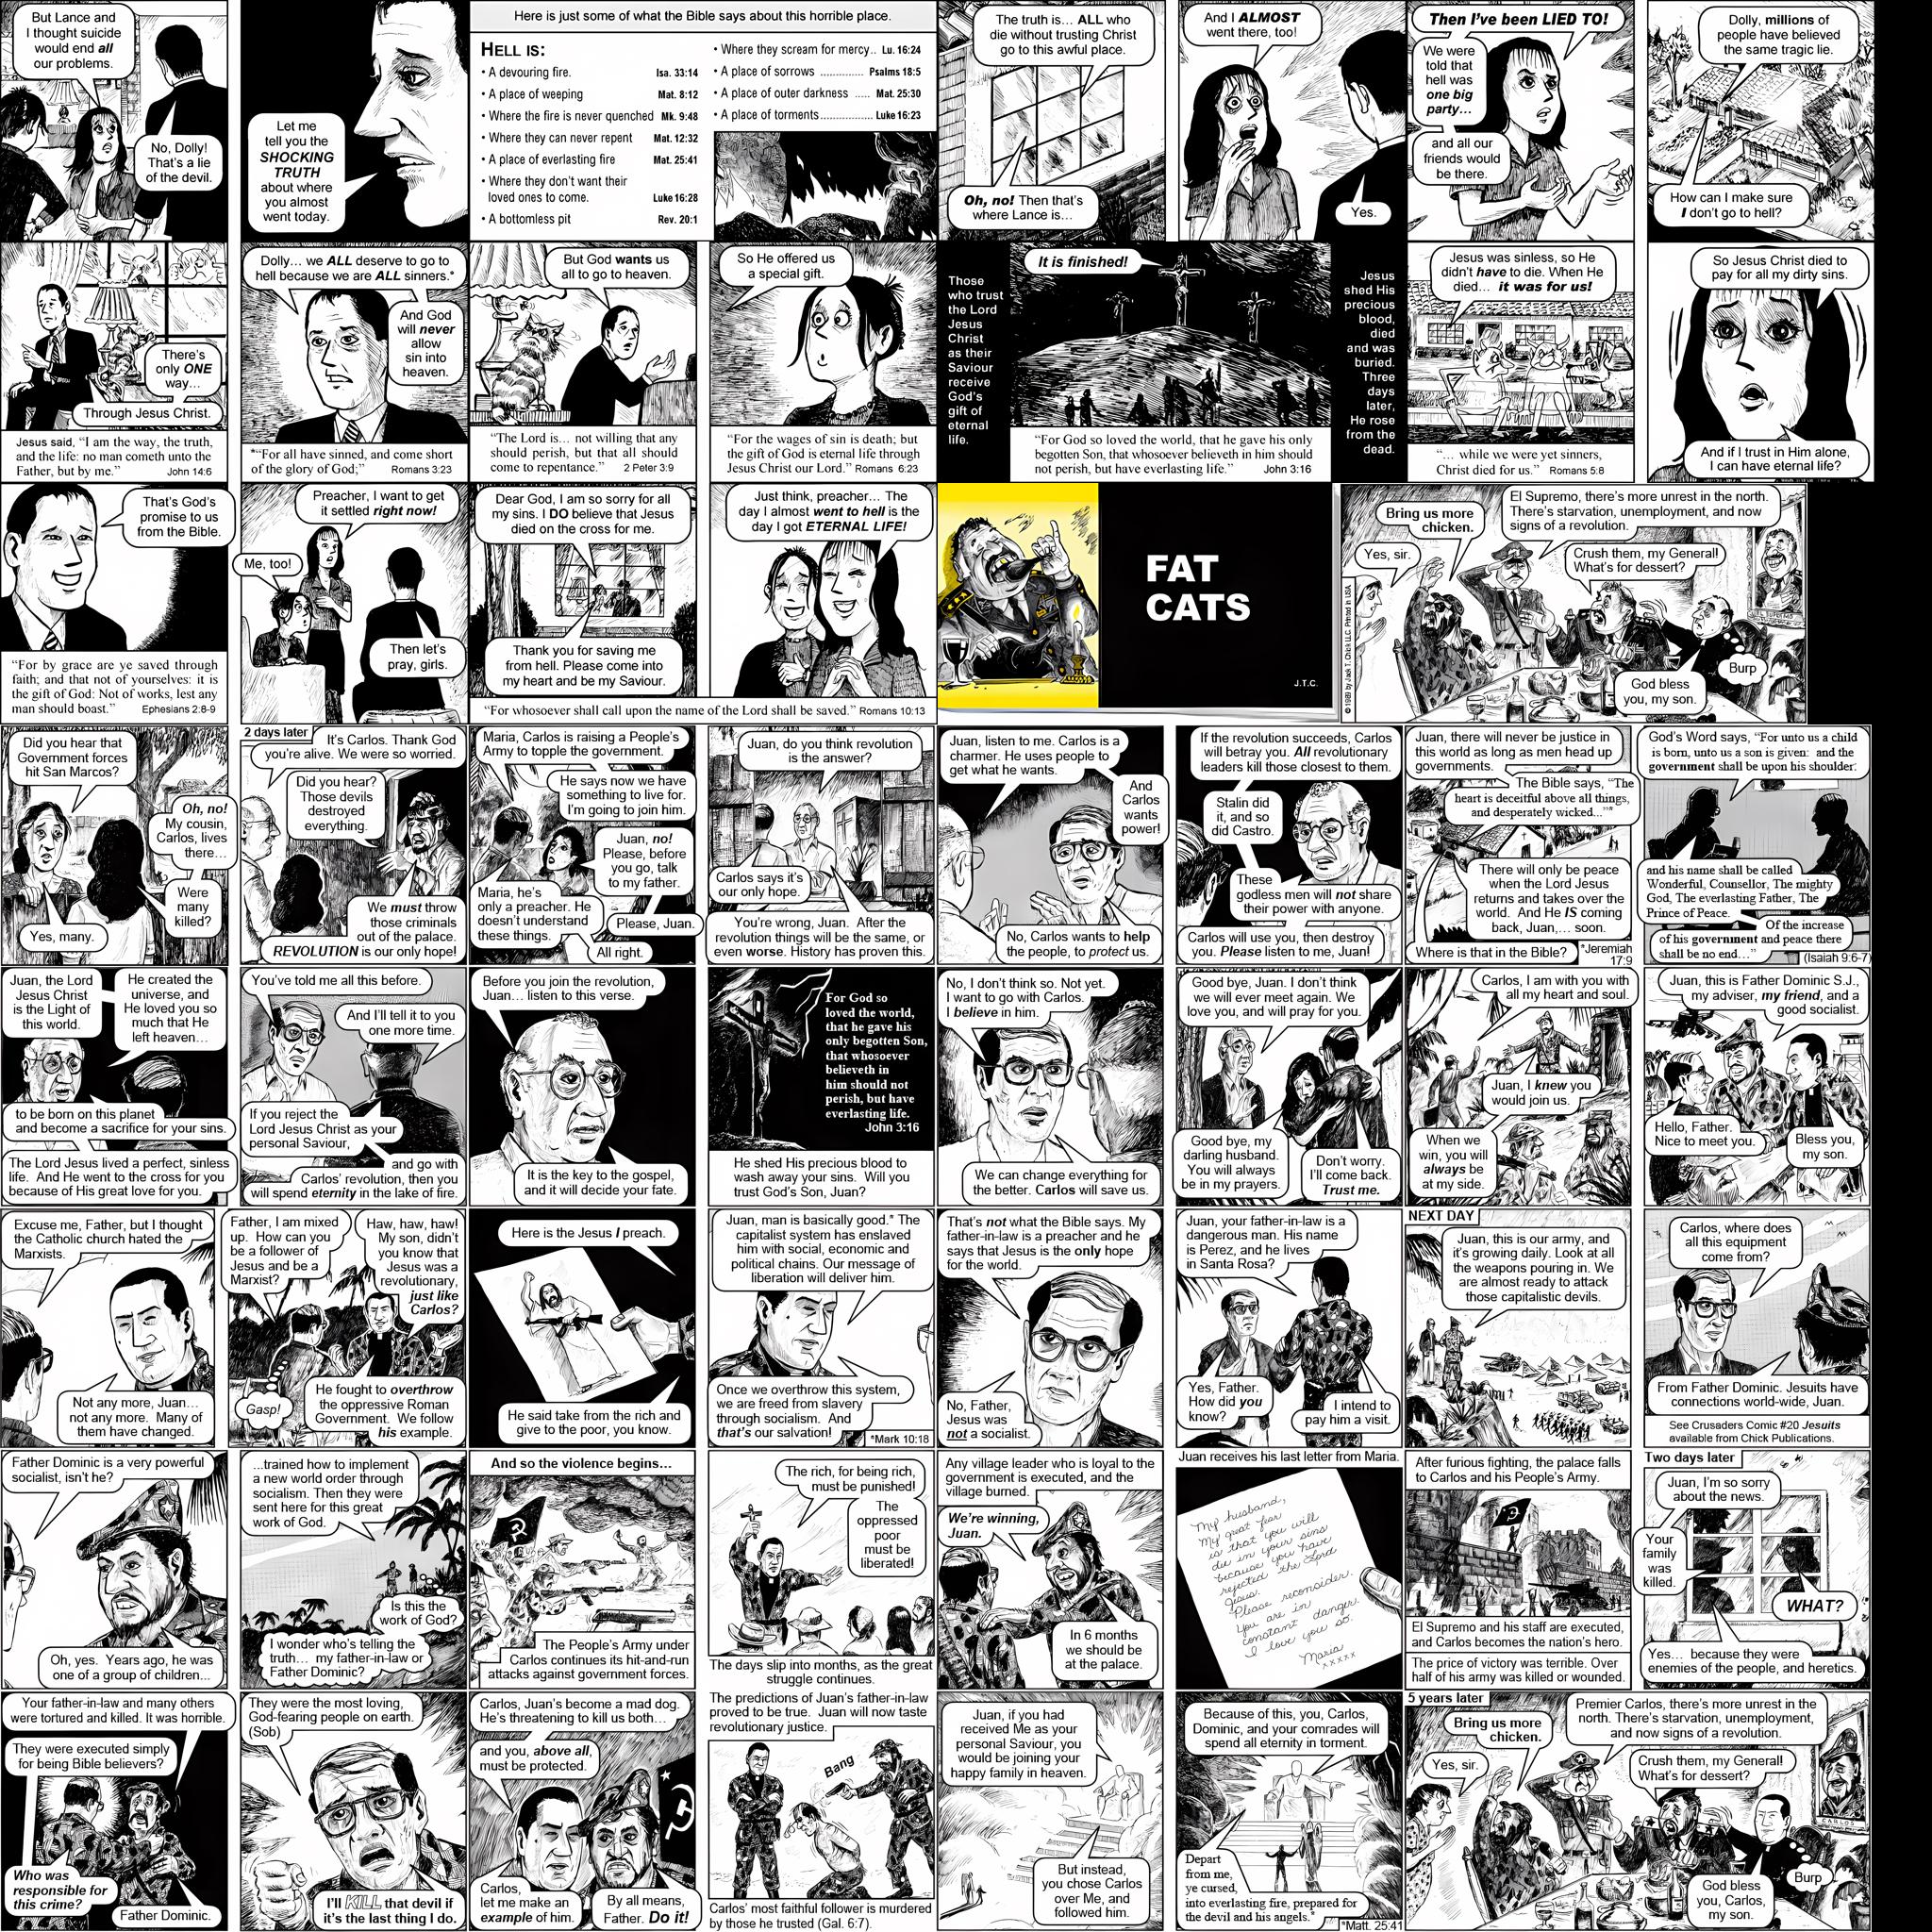 But Lance and
I thought suicide
would end all
our problems.
No, Dolly!
That's a lie
of the devil.
Let me
tell you the
SHOCKING
TRUTH
about where
you almost
went today.
Here is just some of what the Bible says about this horrible place.
HELL IS:
• A devouring fire. Isa. 33:14
• A place of weeping Mat. 8:12
• Where the fire is never quenched Mk. 9:48
• Where they can never repent Mat. 12:32
• A place of everlasting fire Mat. 25:41
• Where they don't want their
loved ones to come. Luke 16:28
• A bottomless pit Rev. 20:1
• Where they scream for mercy.. Lu. 16:24
• A place of sorrows .............. Psalms 18:5
• A place of outer darkness ..... Mat. 25:30
• A place of torments................ Luke 16:23
The truth is... ALL who
die without trusting Christ
go to this awful place.
Oh, no! Then that's
where Lance is...
And I ALMOST
went there, too!
Yes.
Then I've been LIED TO!
We were
told that
hell was
one big
party...
and all our
friends would
be there.
Dolly, millions of
people have believed
the same tragic lie.
How can I make sure
I don't go to hell?
There's
only ONE
way...
Through Jesus Christ.
Jesus said, "I am the way, the truth,
and the life: no man cometh unto the
Father, but by me." John 14:6
Dolly... we ALL deserve to go to
hell because we are ALL sinners.*
And God
will never
allow
sin into
heaven.
*"For all have sinned, and come short
of the glory of God;" Romans 3:23
But God wants us
all to go to heaven.
"The Lord is... not willing that any
should perish, but that all should
come to repentance." 2 Peter 3:9
So He offered us
a special gift.
"For the wages of sin is death; but
the gift of God is eternal life through
Jesus Christ our Lord." Romans 6:23
Those
who trust
the Lord
Jesus
Christ
as their
Saviour
receive
God's
gift of
eternal
life.
It is finished!
"For God so loved the world, that he gave his only
begotten Son, that whosoever believeth in him should
not perish, but have everlasting life." John 3:16
Jesus
shed His
precious
blood,
died
and was
buried.
Three
days
later,
He rose
from the
dead.
Jesus was sinless, so He
didn't have to die. When He
died... it was for us!
"... while we were yet sinners,
Christ died for us." Romans 5:8
So Jesus Christ died to
pay for all my dirty sins.
And if I trust in Him alone,
I can have eternal life?
That's God's
promise to us
from the Bible.
"For by grace are ye saved through
faith; and that not of yourselves: it is
the gift of God: Not of works, lest any
man should boast." Ephesians 2:8-9
Preacher, I want to get
it settled right now!
Me, too!
Then let's
pray, girls.
Dear God, I am so sorry for all
my sins. I DO believe that Jesus
died on the cross for me.
Thank you for saving me
from hell. Please come into
my heart and be my Saviour.
Just think, preacher... The
day I almost went to hell is the
day I got ETERNAL LIFE!
"For whosoever shall call upon the name of the Lord shall be saved." Romans 10:13
FAT
CATS
J.T.C.
©1989 by Jack T. Chick LLC. Printed in USA
El Supremo, there's more unrest in the north.
There's starvation, unemployment, and now
signs of a revolution.
Bring us more
chicken.
Yes, sir.
Crush them, my General!
What's for dessert?
Burp
God bless
you, my son.
Did you hear that
Government forces
hit San Marcos?
Oh, no!
My cousin,
Carlos, lives
there...
Were
many
killed?
Yes, many.
2 days later
It's Carlos. Thank God
you're alive. We were so worried.
Did you hear?
Those devils
destroyed
everything.
We must throw
those criminals
out of the palace.
REVOLUTION is our only hope!
Maria, Carlos is raising a People's
Army to topple the government.
He says now we have
something to live for.
I'm going to join him.
Juan, no!
Please, before
you go, talk
to my father.
Maria, he's
only a preacher. He
doesn't understand
these things.
Please, Juan.
All right.
Juan, do you think revolution
is the answer?
Carlos says it's
our only hope.
You're wrong, Juan. After the
revolution things will be the same, or
even worse. History has proven this.
Juan, listen to me. Carlos is a
charmer. He uses people to
get what he wants.
And
Carlos
wants
power!
No, Carlos wants to help
the people, to protect us.
If the revolution succeeds, Carlos
will betray you. All revolutionary
leaders kill those closest to them.
Stalin did
it, and so
did Castro.
These
godless men will not share
their power with anyone.
Carlos will use you, then destroy
you. Please listen to me, Juan!
Juan, there will never be justice in
this world as long as men head up
governments.
The Bible says, "The
heart is deceitful above all things,
and desperately wicked..."*
There will only be peace
when the Lord Jesus
returns and takes over the
world. And He IS coming
back, Juan,... soon.
Where is that in the Bible?
*Jeremiah
17:9
God's Word says, "For unto us a child
is born, unto us a son is given: and the
government shall be upon his shoulder:
and his name shall be called
Wonderful, Counsellor, The mighty
God, The everlasting Father, The
Prince of Peace.
Of the increase
of his government and peace there
shall be no end..."
(Isaiah 9:6-7)
Juan, the Lord
Jesus Christ
is the Light of
this world.
He created the
universe, and
He loved you so
much that He
left heaven...
to be born on this planet
and become a sacrifice for your sins.
The Lord Jesus lived a perfect, sinless
life. And He went to the cross for you
because of His great love for you.
You've told me all this before.
And I'll tell it to you
one more time.
If you reject the
Lord Jesus Christ as your
personal Saviour,
and go with
Carlos' revolution, then you
will spend eternity in the lake of fire.
Before you join the revolution,
Juan... listen to this verse.
It is the key to the gospel,
and it will decide your fate.
For God so
loved the world,
that he gave his
only begotten Son,
that whosoever
believeth in
him should not
perish, but have
everlasting life.
John 3:16
He shed His precious blood to
wash away your sins. Will you
trust God's Son, Juan?
No, I don't think so. Not yet.
I want to go with Carlos.
I believe in him.
We can change everything for
the better. Carlos will save us.
Good bye, Juan. I don't think
we will ever meet again. We
love you, and will pray for you.
Good bye, my
darling husband.
You will always
be in my prayers.
Don't worry.
I'll come back.
Trust me.
Carlos, I am with you with
all my heart and soul.
Juan, I knew you
would join us.
When we
win, you will
always be
at my side.
Juan, this is Father Dominic S.J.,
my adviser, my friend, and a
good socialist.
Hello, Father.
Nice to meet you.
Bless you,
my son.
Excuse me, Father, but I thought
the Catholic church hated the
Marxists.
Not any more, Juan...
not any more. Many of
them have changed.
Father, I am mixed
up. How can you
be a follower of
Jesus and be a
Marxist?
Haw, haw, haw!
My son, didn't
you know that
Jesus was a
revolutionary,
just like
Carlos?
Gasp!
He fought to overthrow
the oppressive Roman
Government. We follow
his example.
Here is the Jesus I preach.
He said take from the rich and
give to the poor, you know.
Juan, man is basically good.* The
capitalist system has enslaved
him with social, economic and
political chains. Our message of
liberation will deliver him.
Once we overthrow this system,
we are freed from slavery
through socialism. And
that's our salvation!
*Mark 10:18
That's not what the Bible says. My
father-in-law is a preacher and he
says that Jesus is the only hope
for the world.
No, Father,
Jesus was
not a socialist.
Juan, your father-in-law is a
dangerous man. His name
is Perez, and he lives
in Santa Rosa?
Yes, Father.
How did you
know?
I intend to
pay him a visit.
NEXT DAY
Juan, this is our army, and
it's growing daily. Look at all
the weapons pouring in. We
are almost ready to attack
those capitalistic devils.
Carlos, where does
all this equipment
come from?
From Father Dominic. Jesuits have
connections world-wide, Juan.
See Crusaders Comic #20 Jesuits
available from Chick Publications.
Father Dominic is a very powerful
socialist, isn't he?
Oh, yes. Years ago, he was
one of a group of children...
...trained how to implement
a new world order through
socialism. Then they were
sent here for this great
work of God.
Is this the
work of God?
I wonder who's telling the
truth... my father-in-law or
Father Dominic?
And so the violence begins...
The People's Army under
Carlos continues its hit-and-run
attacks against government forces.
The rich, for being rich,
must be punished!
The
oppressed
poor
must be
liberated!
The days slip into months, as the great
struggle continues.
Any village leader who is loyal to the
government is executed, and the
village burned.
We're winning,
Juan.
In 6 months
we should be
at the palace.
Juan receives his last letter from Maria.
My husband,
My great fear
is that you will
die in your sins
because you have
rejected the Lord
Jesus.
Please reconsider.
You are in
constant danger.
I love you so.
Maria
xxxxx
After furious fighting, the palace falls
to Carlos and his People's Army.
El Supremo and his staff are executed,
and Carlos becomes the nation's hero.
The price of victory was terrible. Over
half of his army was killed or wounded.
Two days later
Juan, I'm so sorry
about the news.
Your
family
was
killed.
WHAT?
Yes... because they were
enemies of the people, and heretics.
Your father-in-law and many others
were tortured and killed. It was horrible.
They were executed simply
for being Bible believers?
Who was
responsible for
this crime?
Father Dominic.
They were the most loving,
God-fearing people on earth.
(Sob)
I'll KILL that devil if
it's the last thing I do.
Carlos, Juan's become a mad dog.
He's threatening to kill us both...
and you, above all,
must be protected.
Carlos,
let me make an
example of him.
By all means,
Father. Do it!
The predictions of Juan's father-in-law
proved to be true. Juan will now taste
revolutionary justice.
Bang
Carlos' most faithful follower is murdered
by those he trusted (Gal. 6:7).
Juan, if you had
received Me as your
personal Saviour, you
would be joining your
happy family in heaven.
But instead,
you chose Carlos
over Me, and
followed him.
Because of this, you, Carlos,
Dominic, and your comrades will
spend all eternity in torment.
Depart
from me,
ye cursed,
into everlasting fire, prepared for
the devil and his angels.*
*Matt. 25:41
5 years later
Premier Carlos, there's more unrest in the
north. There's starvation, unemployment,
and now signs of a revolution.
Bring us more
chicken.
Yes, sir.
Crush them, my General!
What's for dessert?
CARLOS
Burp
God bless
you, Carlos,
my son.